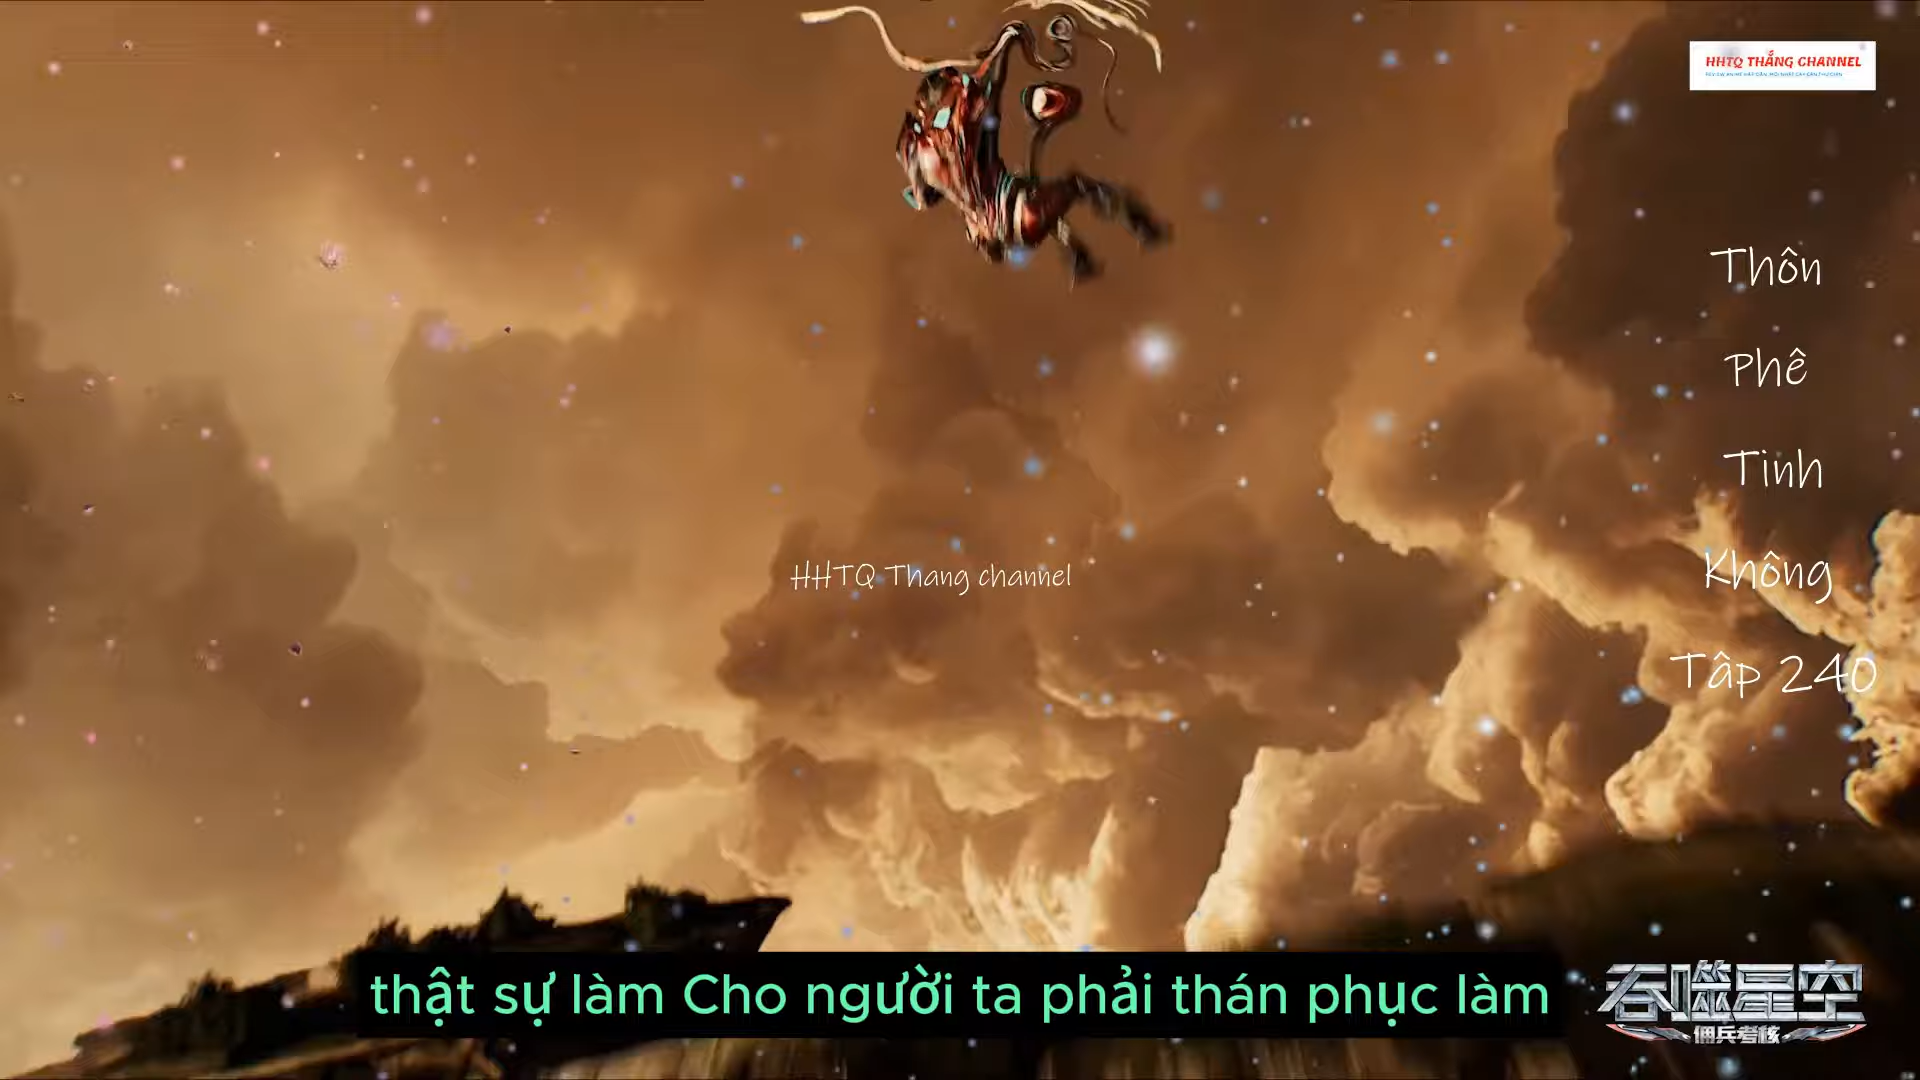 HHTQ THẮNG CHANNEL
Thôn
Phê
Tinh
Không
Tâp 240
HHTQ Thang channel
thật sự làm Cho người ta phải thán phục làm
吞噬星空
佣兵考核